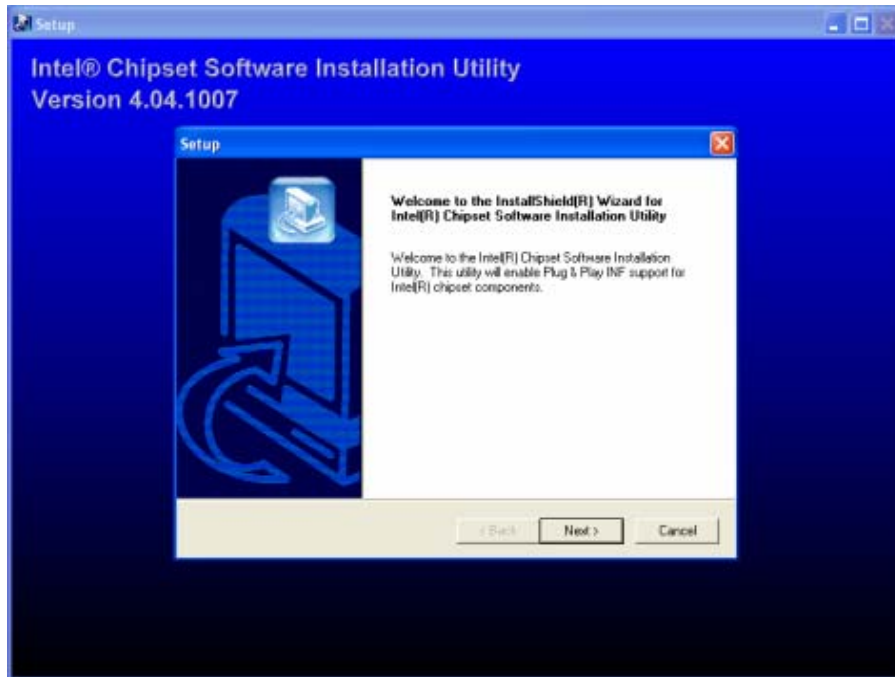 Setup
Intel® Chipset Software Installation Utility
Version 4.04.1007
Setup
Welcome to the InstallShield(R) Wizard for
Intel(R) Chipset Software Installation Utility
Welcome to the Intel(R) Chipset Software Installation
Utility. This utility will enable Plug & Play INF support for
Intel(R) chipset components.
< Back
Next >
Cancel